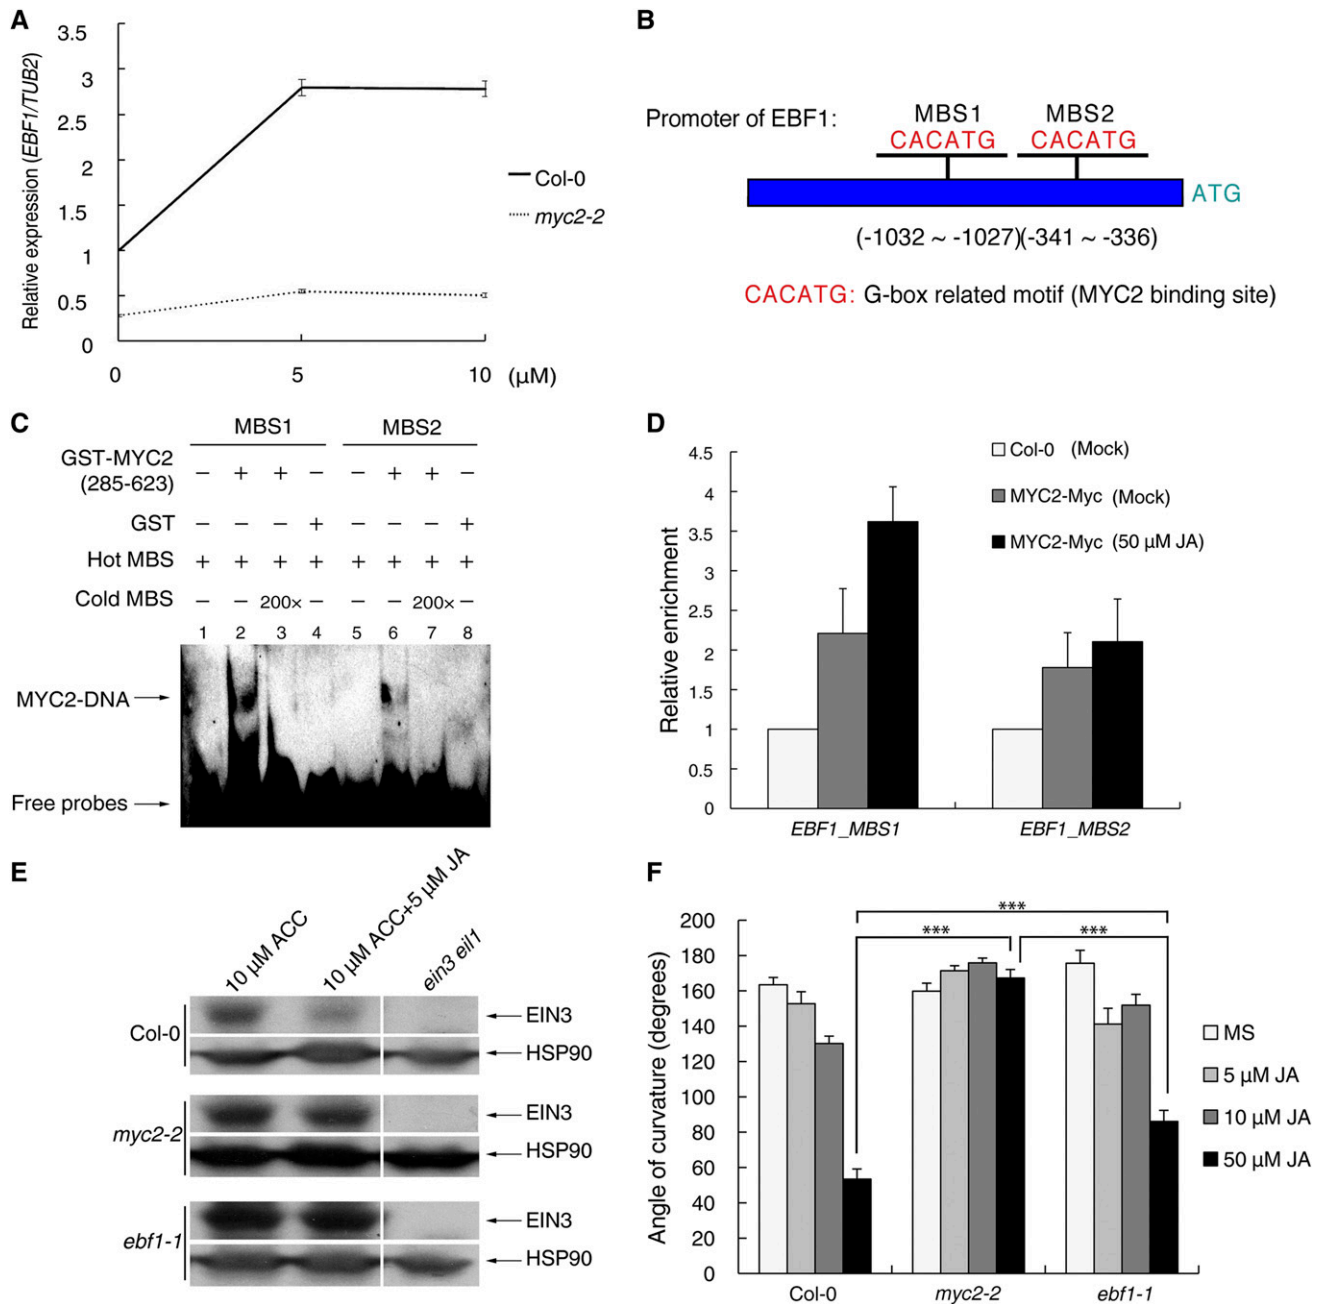 A
Relative expression (EBF1/TUB2)
3.5
3
2.5
2
1.5
1
0.5
0
0 5 10 (µM)
Col-0
myc2-2
B
Promoter of EBF1:
MBS1 MBS2
CACATG CACATG
ATG
(-1032 ~ -1027)(-341 ~ -336)
CACATG: G-box related motif (MYC2 binding site)
C
MBS1 MBS2
GST-MYC2 (285-623) − + + − − + + −
GST − − − + − − − +
Hot MBS + + + + + + + +
Cold MBS − − 200× − − − 200× −
1 2 3 4 5 6 7 8
MYC2-DNA
Free probes
D
Relative enrichment
4.5
4
3.5
3
2.5
2
1.5
1
0.5
0
Col-0 (Mock)
MYC2-Myc (Mock)
MYC2-Myc (50 µM JA)
EBF1_MBS1 EBF1_MBS2
E
10 µM ACC
10 µM ACC+5 µM JA
ein3 eil1
Col-0
EIN3
HSP90
myc2-2
EIN3
HSP90
ebf1-1
EIN3
HSP90
F
Angle of curvature (degrees)
200
180
160
140
120
100
80
60
40
20
0
***
*** ***
MS
5 µM JA
10 µM JA
50 µM JA
Col-0 myc2-2 ebf1-1